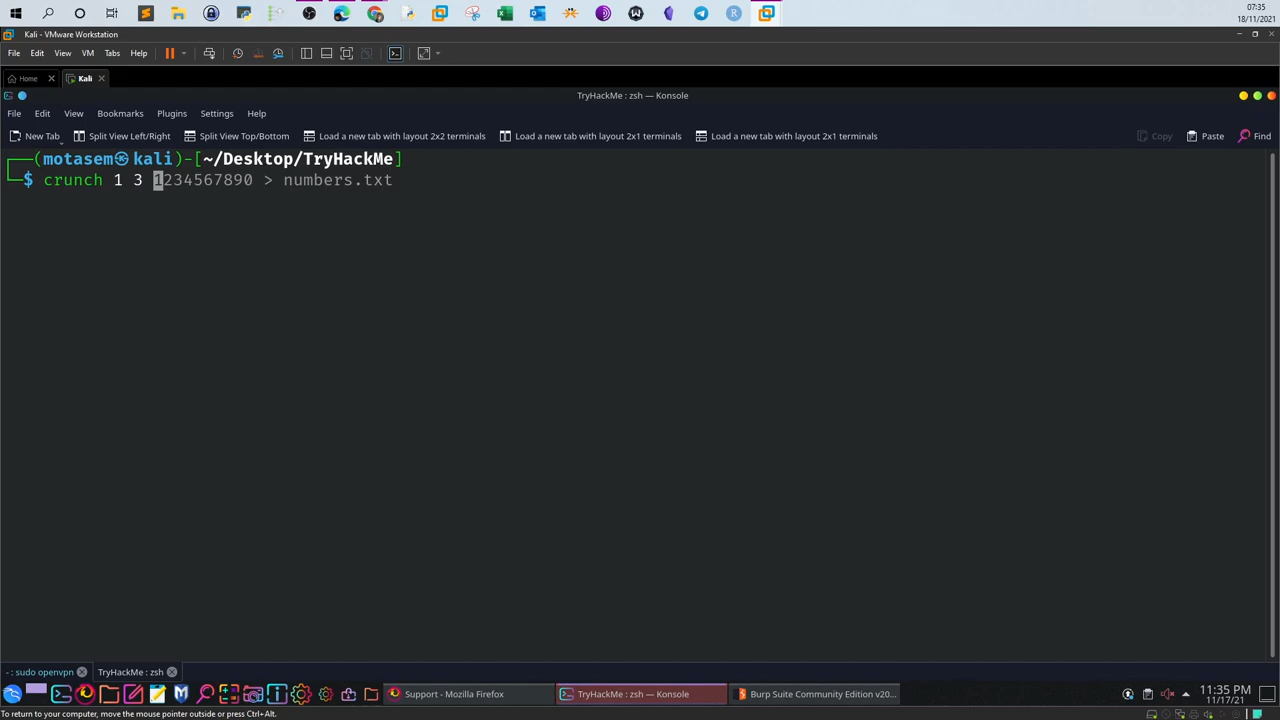 07:35
18/11/2021
Kali - VMware Workstation
File Edit View VM Tabs Help
Home Kali
TryHackMe : zsh — Konsole
File Edit View Bookmarks Plugins Settings Help
New Tab Split View Left/Right Split View Top/Bottom Load a new tab with layout 2x2 terminals Load a new tab with layout 2x1 terminals Load a new tab with layout 2x1 terminals Copy Paste Find
(motasem㉿kali)-[~/Desktop/TryHackMe]
$ crunch 1 3 1234567890 > numbers.txt
- : sudo openvpn TryHackMe : zsh
Support - Mozilla Firefox TryHackMe : zsh — Konsole Burp Suite Community Edition v20... 11:35 PM
11/17/21
To return to your computer, move the mouse pointer outside or press Ctrl+Alt.